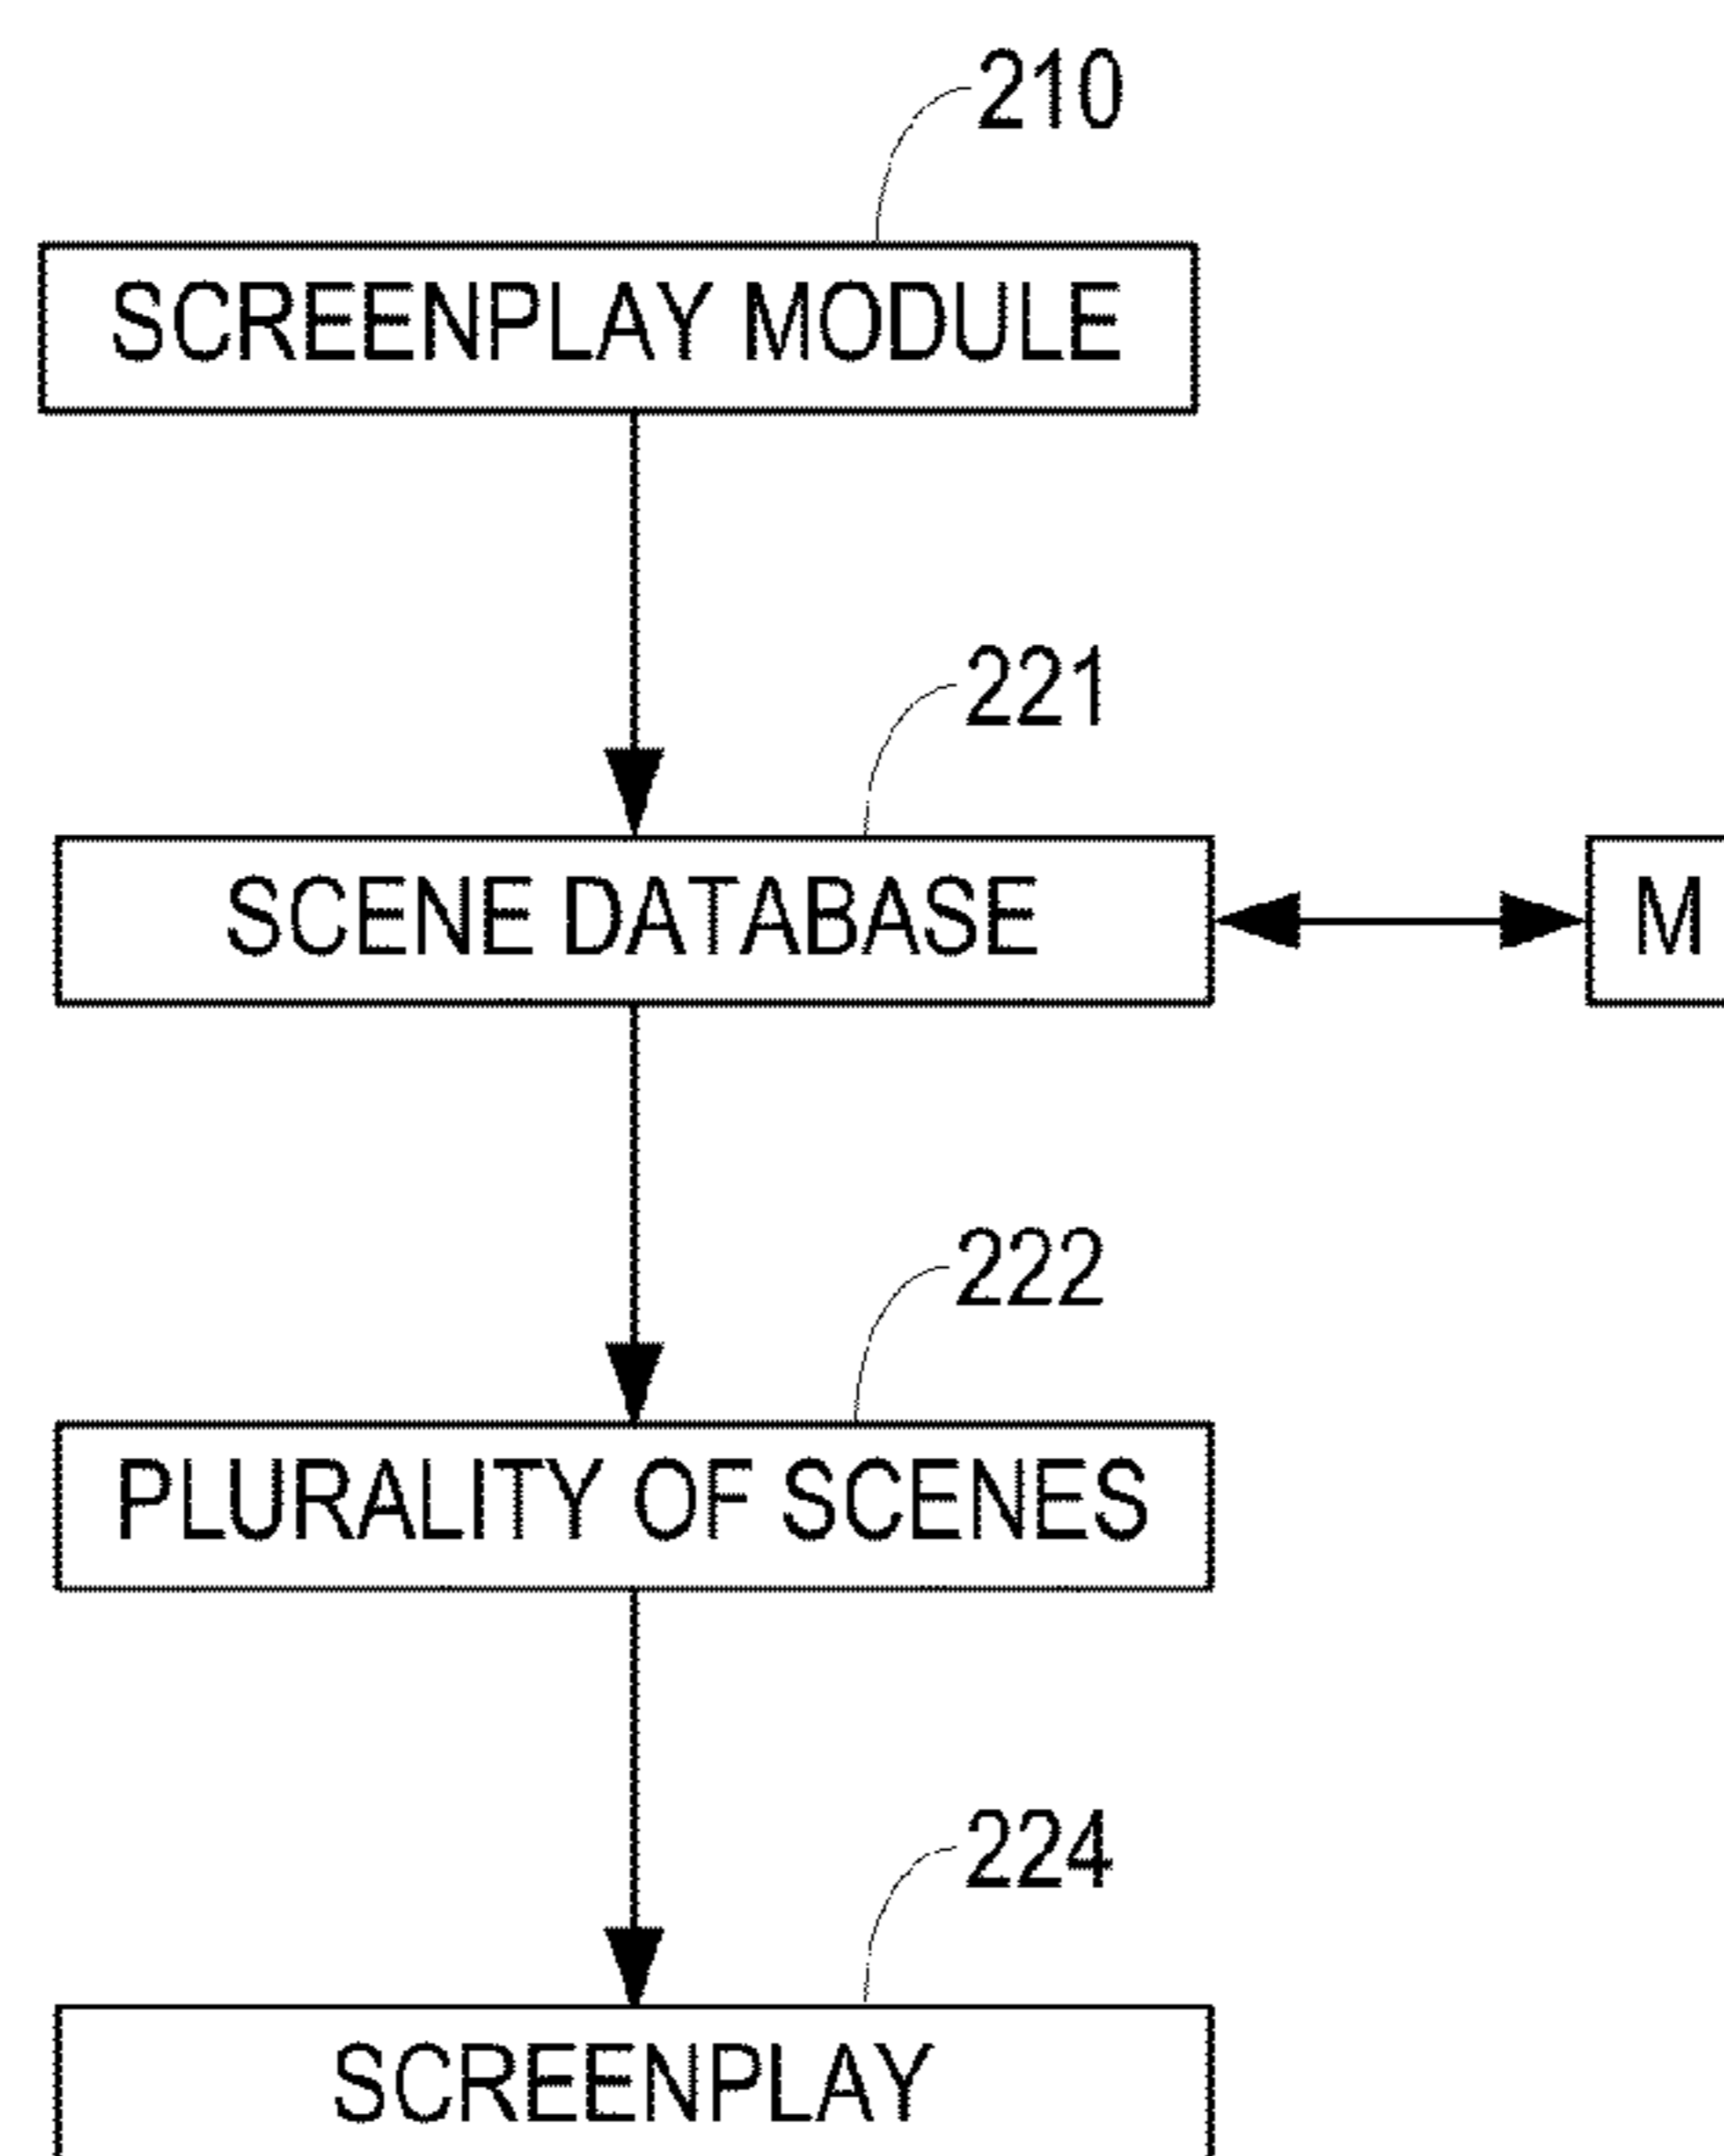 210
SCREENPLAY MODULE
221
SCENE DATABASE
222
PLURALITY OF SCENES
224
SCREENPLAY